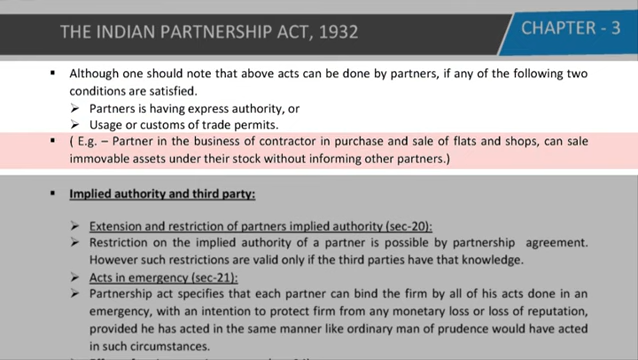 THE INDIAN PARTNERSHIP ACT, 1932
CHAPTER - 3
▪ Although one should note that above acts can be done by partners, if any of the following two
conditions are satisfied.
➢ Partners is having express authority, or
➢ Usage or customs of trade permits.
▪ ( E.g. – Partner in the business of contractor in purchase and sale of flats and shops, can sale
immovable assets under their stock without informing other partners.)
▪ Implied authority and third party:
➢ Extension and restriction of partners implied authority (sec-20):
➢ Restriction on the implied authority of a partner is possible by partnership agreement.
However such restrictions are valid only if the third parties have that knowledge.
➢ Acts in emergency (sec-21):
➢ Partnership act specifies that each partner can bind the firm by all of his acts done in an
emergency, with an intention to protect firm from any monetary loss or loss of reputation,
provided he has acted in the same manner like ordinary man of prudence would have acted
in such circumstances.